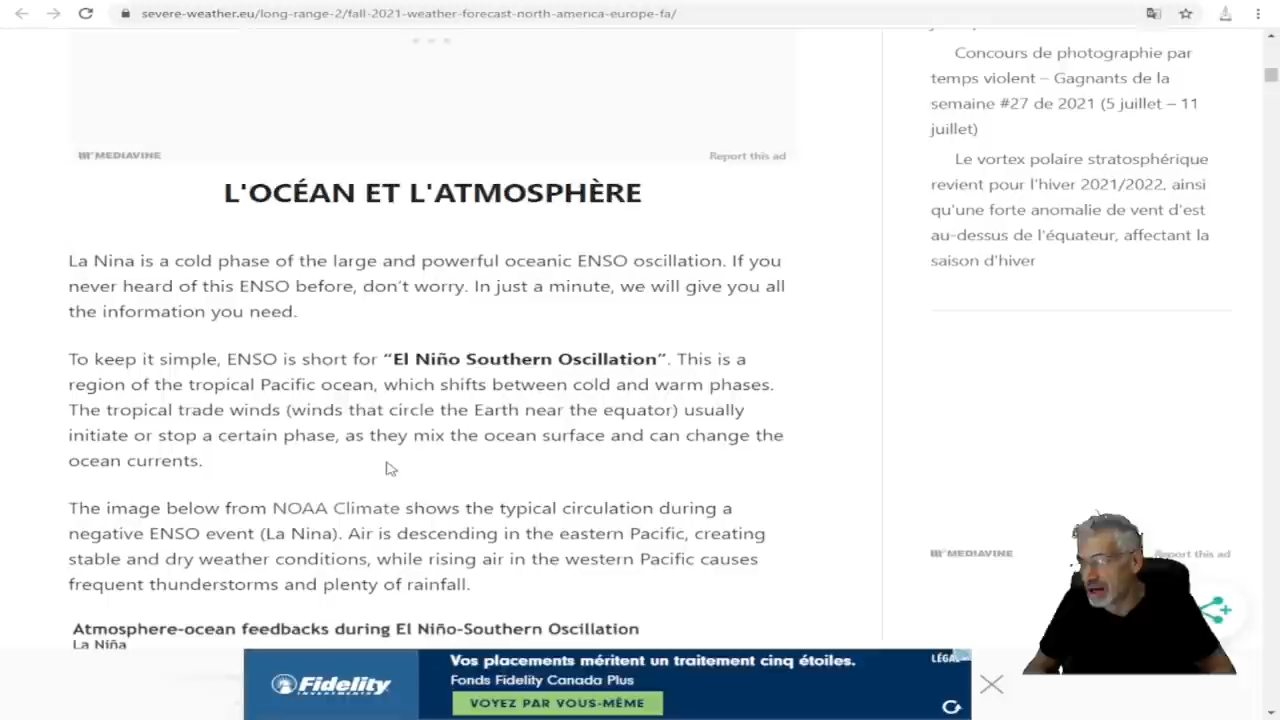 severe-weather.eu/long-range-2/fall-2021-weather-forecast-north-america-europe-fa/
MEDIAVINE
Report this ad
L'OCÉAN ET L'ATMOSPHÈRE
La Nina is a cold phase of the large and powerful oceanic ENSO oscillation. If you
never heard of this ENSO before, don't worry. In just a minute, we will give you all
the information you need.
To keep it simple, ENSO is short for “El Niño Southern Oscillation”. This is a
region of the tropical Pacific ocean, which shifts between cold and warm phases.
The tropical trade winds (winds that circle the Earth near the equator) usually
initiate or stop a certain phase, as they mix the ocean surface and can change the
ocean currents.
The image below from NOAA Climate shows the typical circulation during a
negative ENSO event (La Nina). Air is descending in the eastern Pacific, creating
stable and dry weather conditions, while rising air in the western Pacific causes
frequent thunderstorms and plenty of rainfall.
Atmosphere-ocean feedbacks during El Niño-Southern Oscillation
La Niña
Concours de photographie par
temps violent – Gagnants de la
semaine #27 de 2021 (5 juillet – 11
juillet)
Le vortex polaire stratosphérique
revient pour l'hiver 2021/2022, ainsi
qu'une forte anomalie de vent d'est
au-dessus de l'équateur, affectant la
saison d'hiver
MEDIAVINE
Report this ad
Fidelity
INVESTMENTS
Vos placements méritent un traitement cinq étoiles.
Fonds Fidelity Canada Plus
VOYEZ PAR VOUS-MÊME
LÉGAL